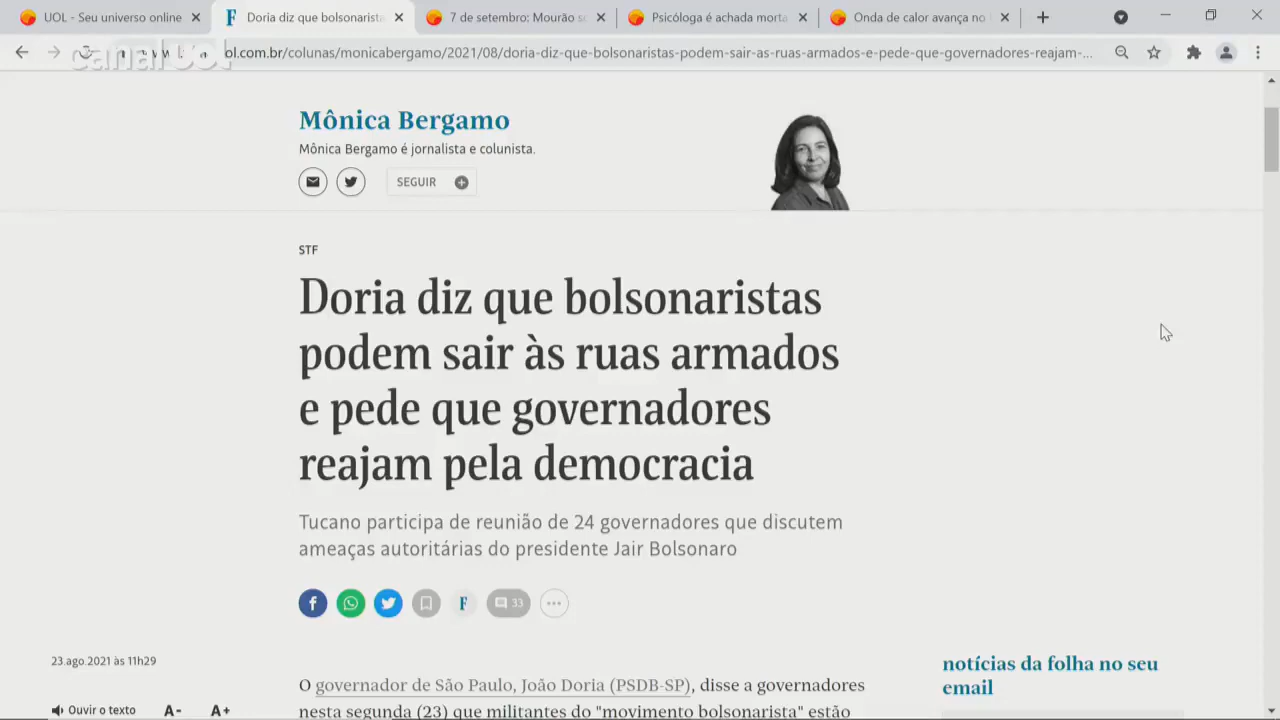 UOL - Seu universo online
Doria diz que bolsonarista
7 de setembro: Mourão
Psicóloga é achada morta
Onda de calor avança no
canal UOL
ol.com.br/colunas/monicabergamo/2021/08/doria-diz-que-bolsonaristas-podem-sair-as-ruas-armados-e-pede-que-governadores-reajam-...
Mônica Bergamo
Mônica Bergamo é jornalista e colunista.
SEGUIR
STF
Doria diz que bolsonaristas
podem sair às ruas armados
e pede que governadores
reajam pela democracia
Tucano participa de reunião de 24 governadores que discutem
ameaças autoritárias do presidente Jair Bolsonaro
33
23.ago.2021 às 11h29
Ouvir o texto A- A+
O governador de São Paulo, João Doria (PSDB-SP), disse a governadores
nesta segunda (23) que militantes do "movimento bolsonarista" estão
notícias da folha no seu
email